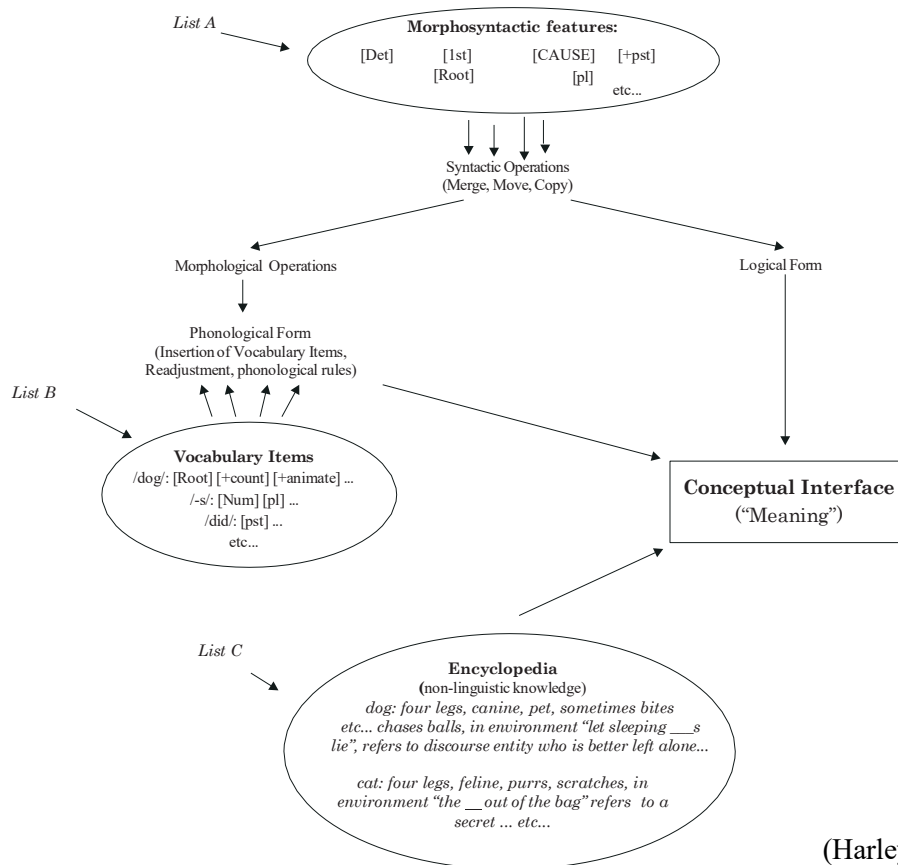 List A
Morphosyntactic features:
[Det] [1st] [CAUSE] [+pst]
[Root] [pl]
etc...
Syntactic Operations
(Merge, Move, Copy)
Morphological Operations
Logical Form
Phonological Form
(Insertion of Vocabulary Items,
Readjustment, phonological rules)
List B
Vocabulary Items
/dog/: [Root] [+count] [+animate] ...
/-s/: [Num] [pl] ...
/did/: [pst] ...
etc...
Conceptual Interface
(“Meaning”)
List C
Encyclopedia
(non-linguistic knowledge)
dog: four legs, canine, pet, sometimes bites
etc... chases balls, in environment “let sleeping __s
lie”, refers to discourse entity who is better left alone...
cat: four legs, feline, purrs, scratches, in
environment “the __ out of the bag” refers to a
secret ... etc...
(Harle